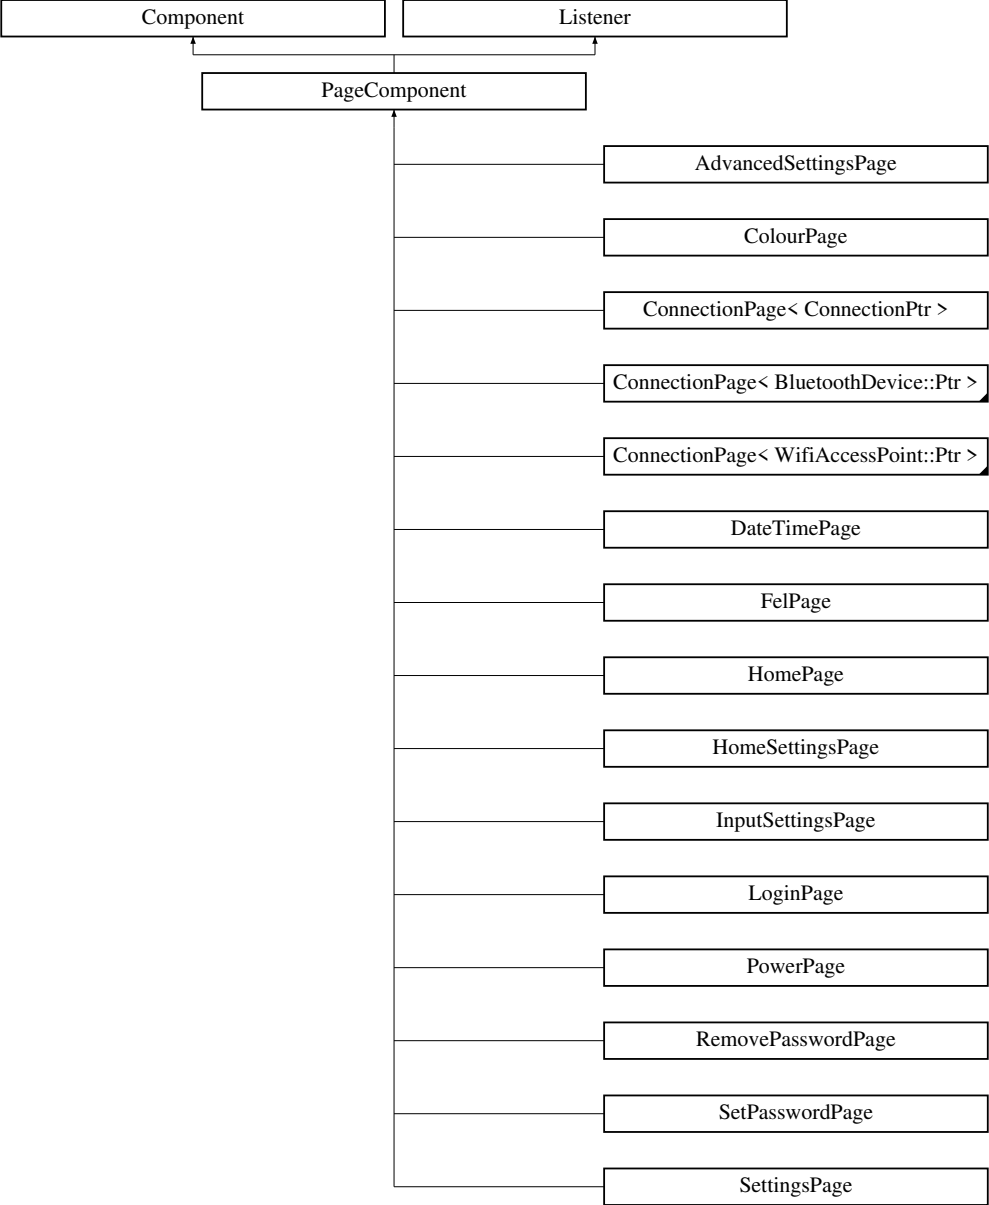 Component
Listener
PageComponent
AdvancedSettingsPage
ColourPage
ConnectionPage< ConnectionPtr >
ConnectionPage< BluetoothDevice::Ptr >
ConnectionPage< WifiAccessPoint::Ptr >
DateTimePage
FelPage
HomePage
HomeSettingsPage
InputSettingsPage
LoginPage
PowerPage
RemovePasswordPage
SetPasswordPage
SettingsPage